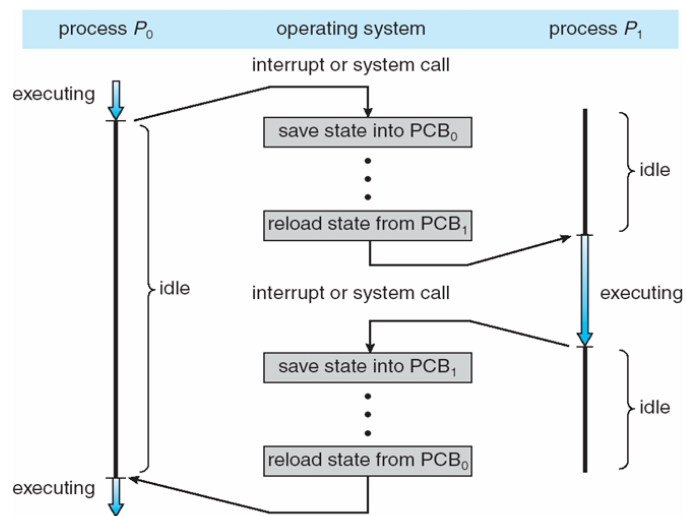 process P₀ operating system process P₁
interrupt or system call
executing
save state into PCB₀
idle
reload state from PCB₁
idle
interrupt or system call
executing
save state into PCB₁
idle
reload state from PCB₀
executing